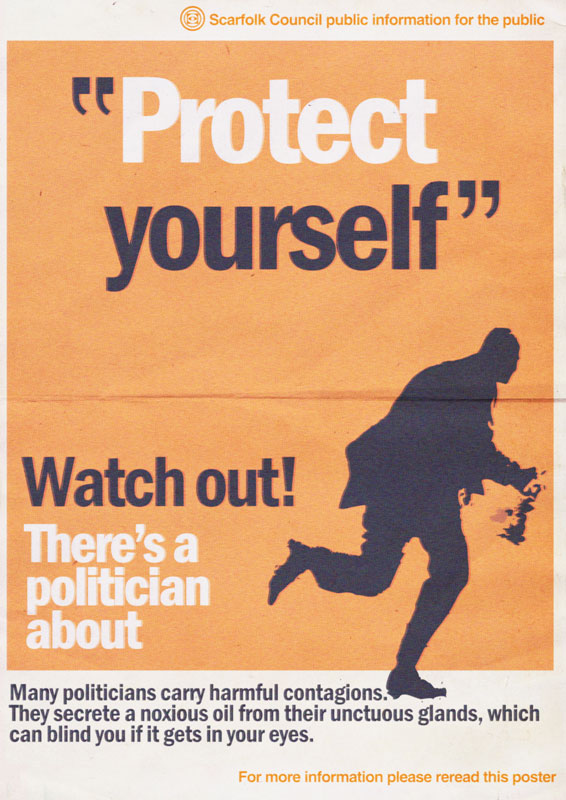 Scarfolk Council public information for the public
"Protect
yourself"
Watch out!
There's a
politician
about
Many politicians carry harmful contagions.
They secrete a noxious oil from their unctuous glands, which
can blind you if it gets in your eyes.
For more information please reread this poster